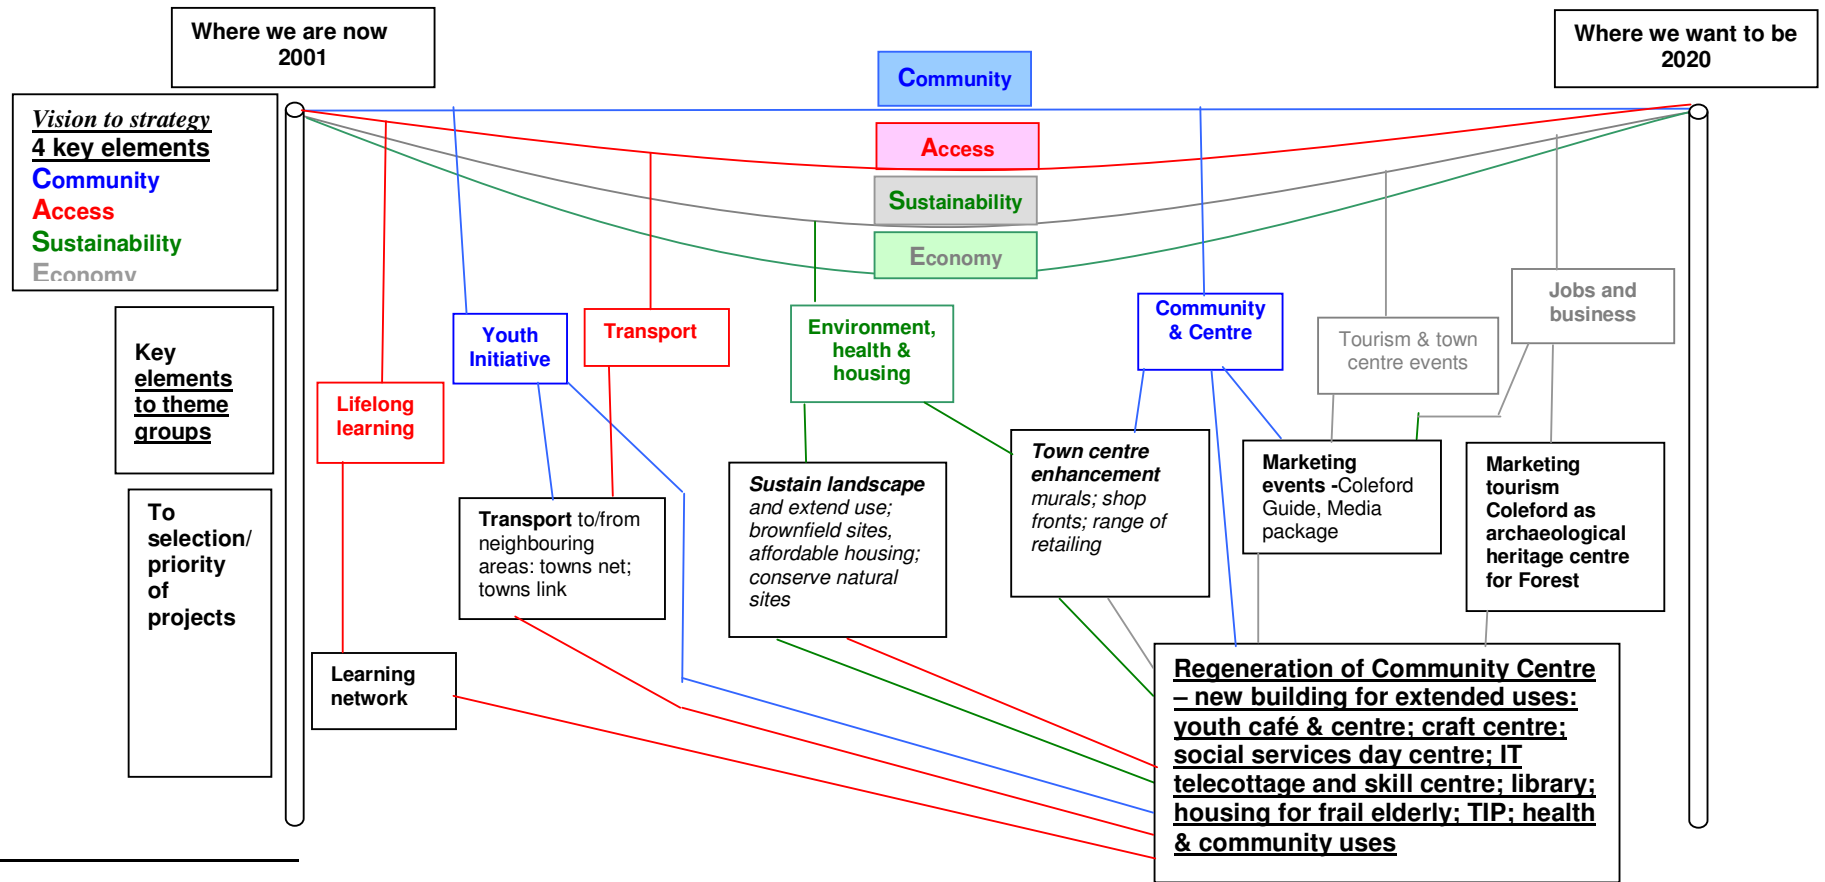 Where we are now
2001
Where we want to be
2020
Community
Access
Sustainability
Economy
Vision to strategy
4 key elements
Community
Access
Sustainability
Economy
Key
elements
to theme
groups
To
selection/
priority
of
projects
Lifelong
learning
Youth
Initiative
Transport
Environment,
health &
housing
Community
& Centre
Tourism & town
centre events
Jobs and
business
Learning
network
Transport to/from
neighbouring
areas: towns net;
towns link
Sustain landscape
and extend use;
brownfield sites,
affordable housing;
conserve natural
sites
Town centre
enhancement
murals; shop
fronts; range of
retailing
Marketing
events -Coleford
Guide, Media
package
Marketing
tourism
Coleford as
archaeological
heritage centre
for Forest
Regeneration of Community Centre
– new building for extended uses:
youth café & centre; craft centre;
social services day centre; IT
telecottage and skill centre; library;
housing for frail elderly; TIP; health
& community uses